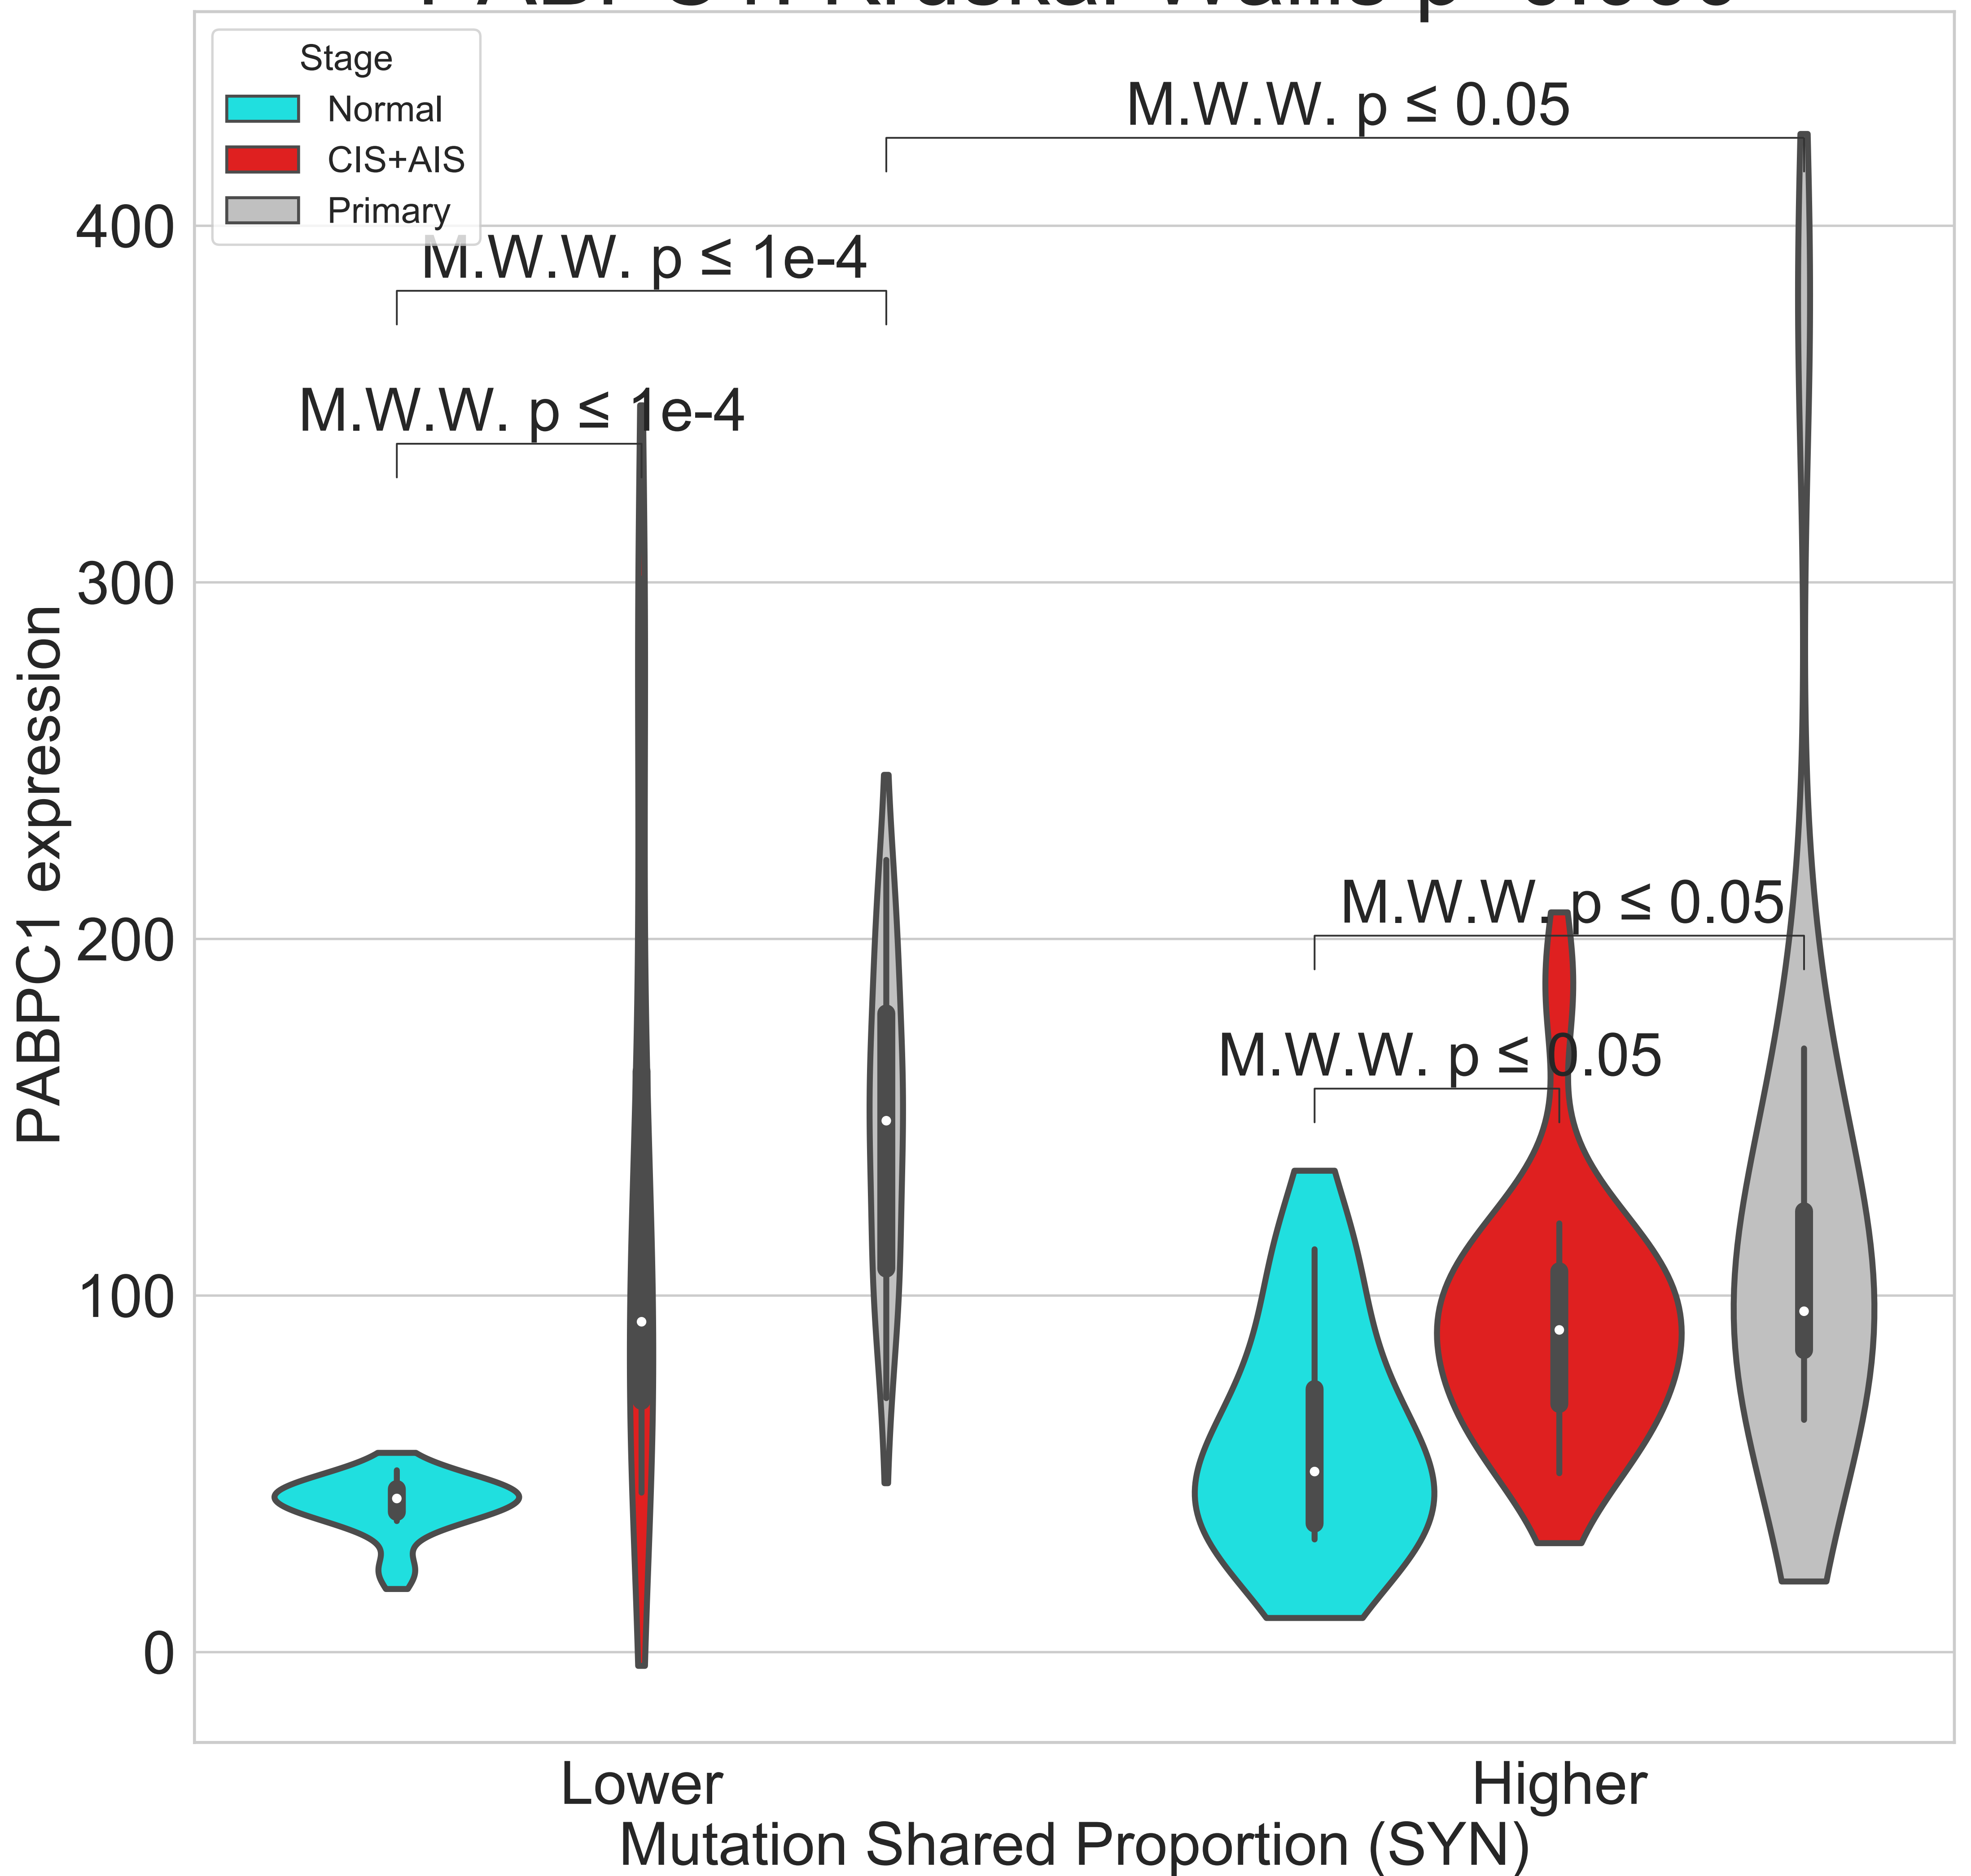 Stage
Normal
CIS+AIS
Primary
M.W.W. p ≤ 0.05
M.W.W. p ≤ 1e-4
M.W.W. p ≤ 1e-4
M.W.W. p ≤ 0.05
M.W.W. p ≤ 0.05
400
300
200
100
0
PABPC1 expression
Lower
Higher
Mutation Shared Proportion (SYN)